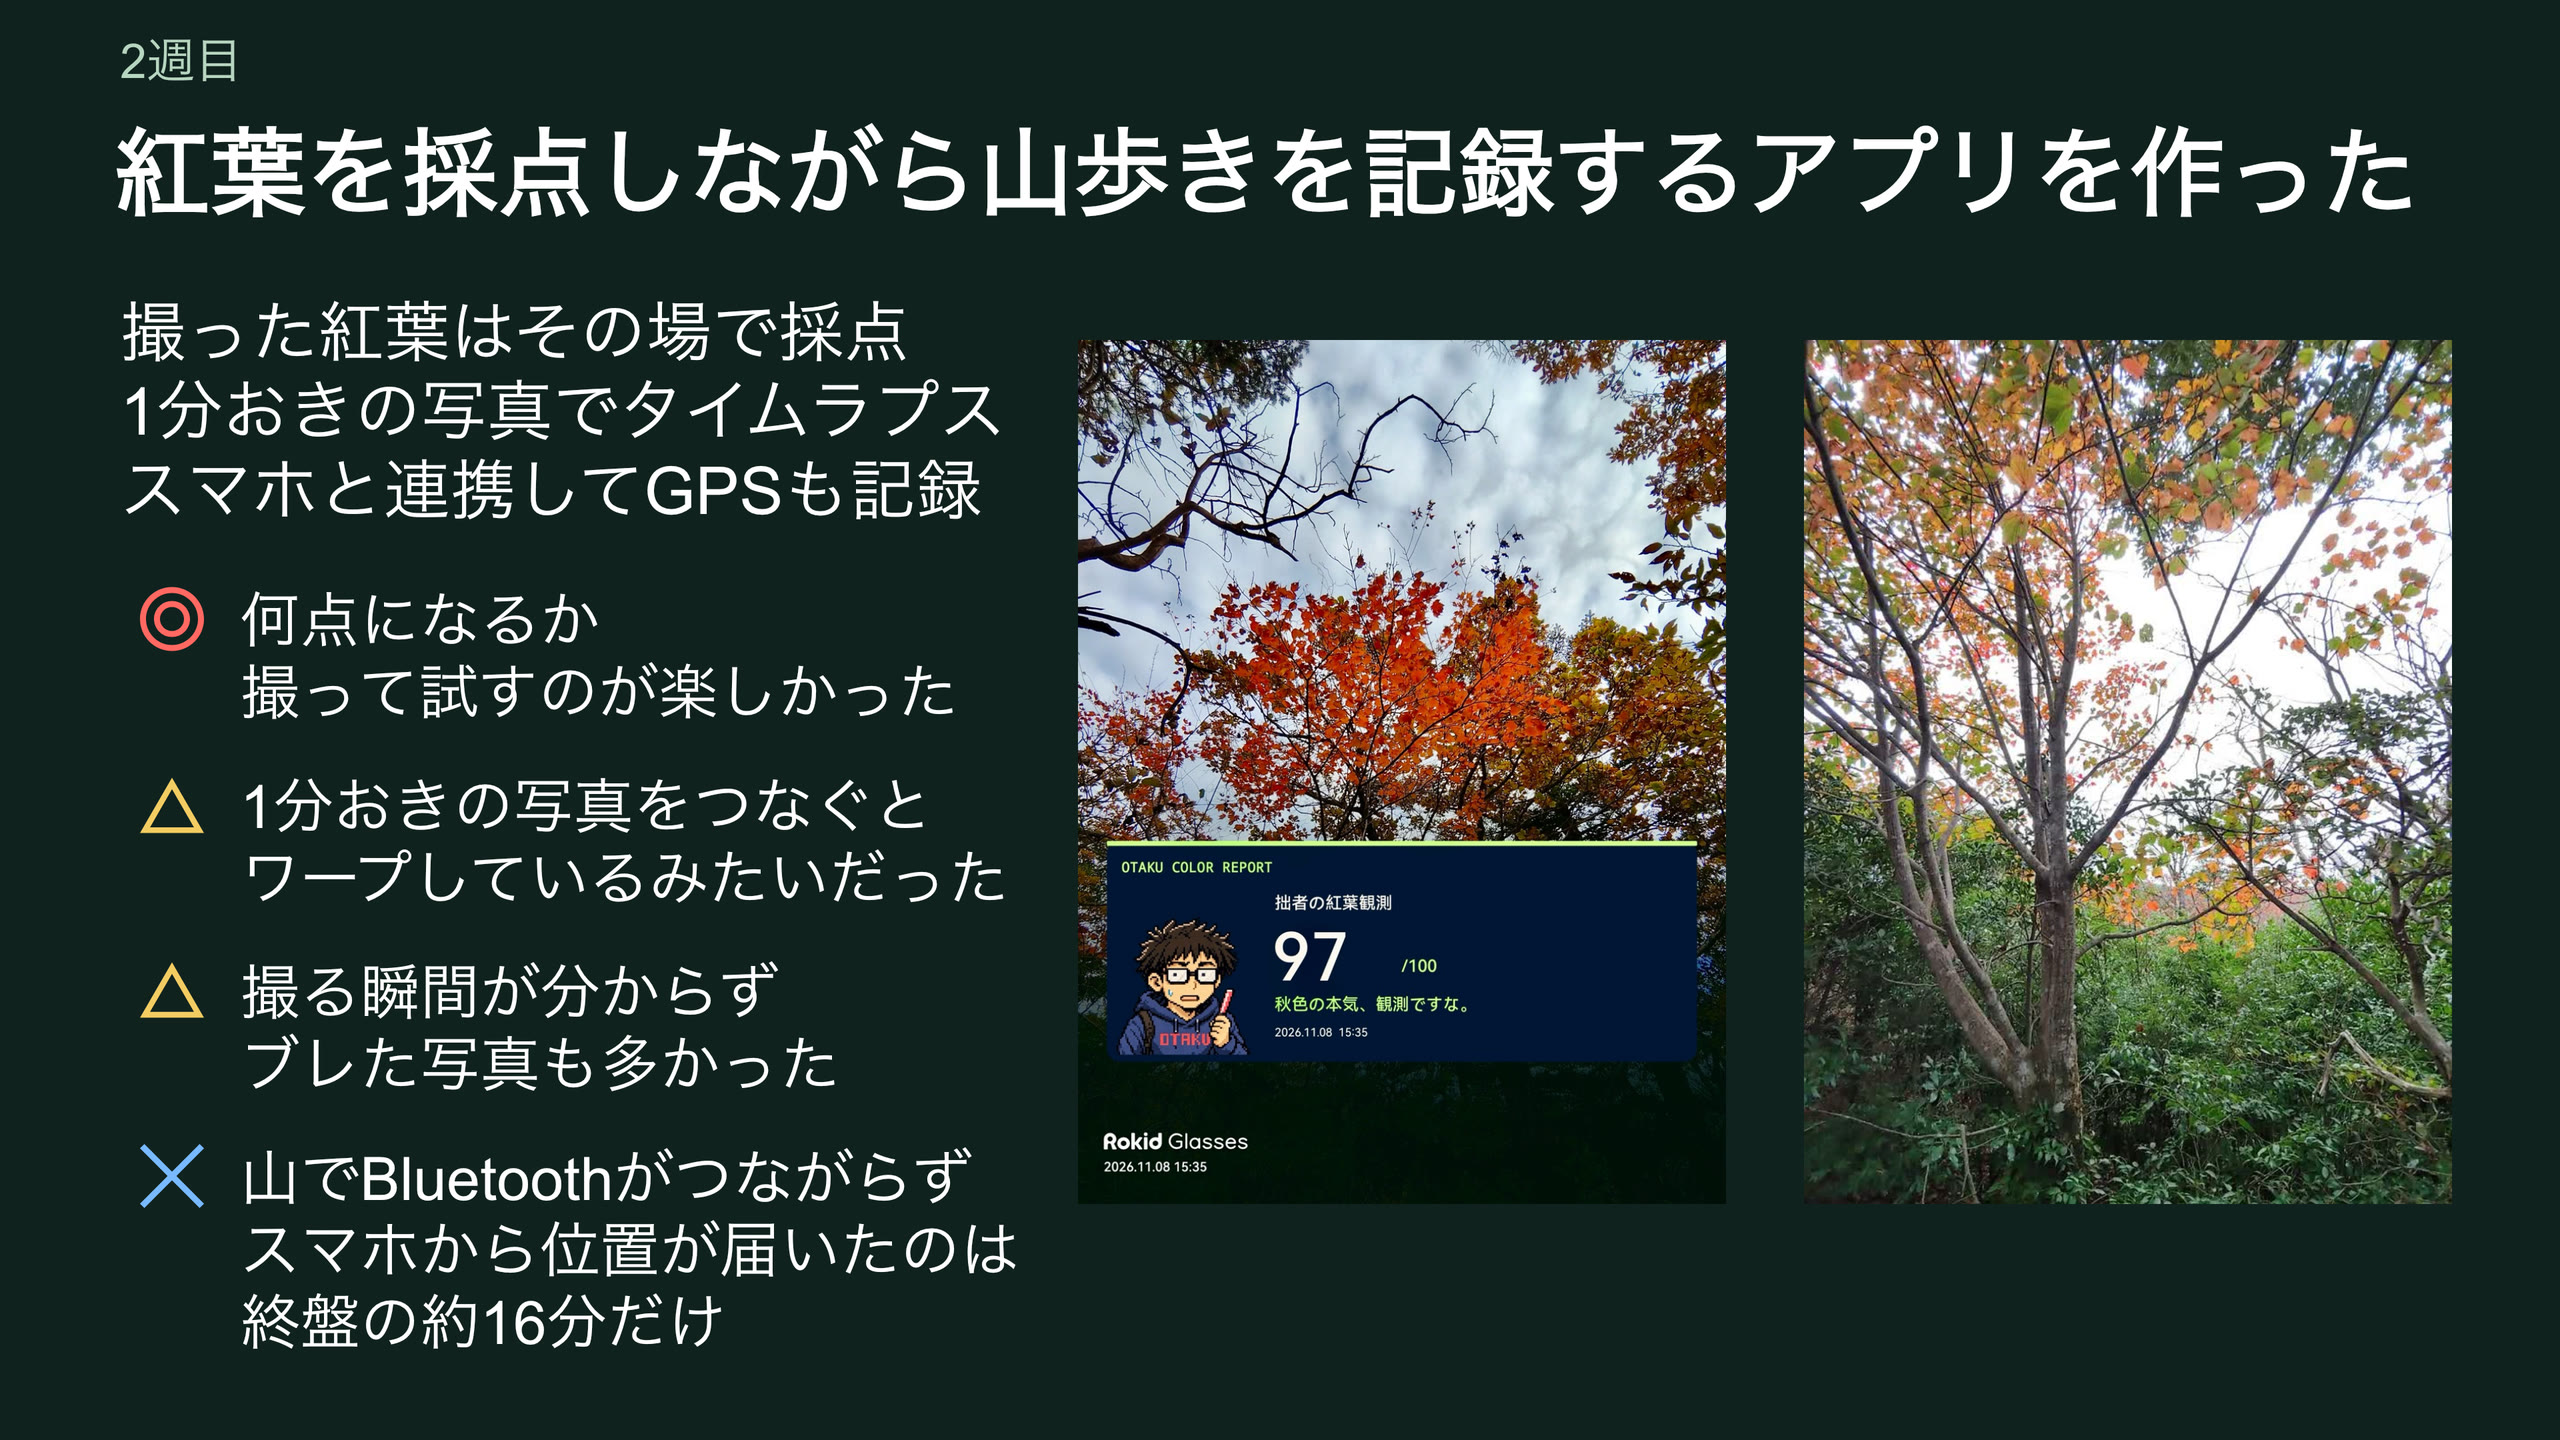 2週目
紅葉を採点しながら山歩きを記録するアプリを作った
撮った紅葉はその場で採点
1分おきの写真でタイムラプス
スマホと連携してGPSも記録
◎ 何点になるか
撮って試すのが楽しかった
△ 1分おきの写真をつなぐと
ワープしているみたいだった
△ 撮る瞬間が分からず
ブレた写真も多かった
× 山でBluetoothがつながらず
スマホから位置が届いたのは
終盤の約16分だけ
OTAKU COLOR REPORT
拙者の紅葉観測
97 /100
秋色の本気、観測ですな。
2026.11.08 15:35
OTAKU
Rokid Glasses
2026.11.08 15:35